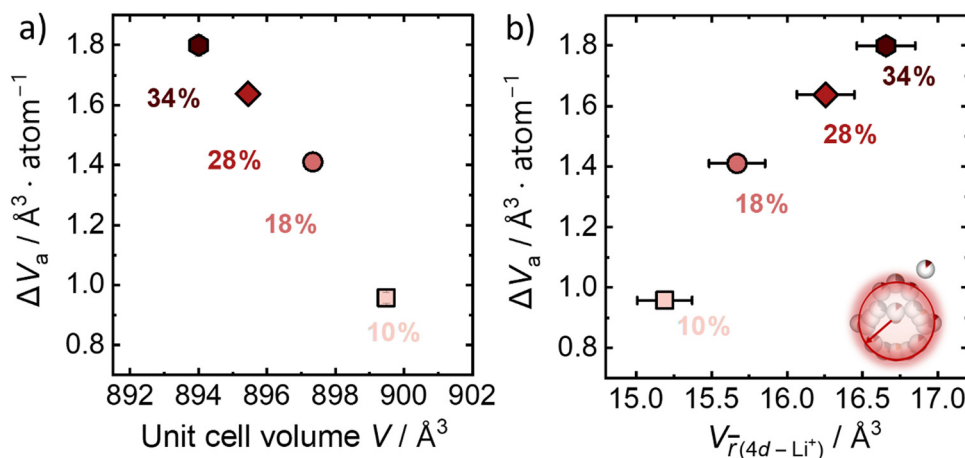 a)
ΔVₐ / Å³ · atom⁻¹
1.8
1.6
1.4
1.2
1.0
0.8
34%
28%
18%
10%
892 894 896 898 900 902
Unit cell volume V / Å³
b)
ΔVₐ / Å³ · atom⁻¹
1.8
1.6
1.4
1.2
1.0
0.8
34%
28%
18%
10%
15.0 15.5 16.0 16.5 17.0
V r̅(4d – Li⁺) / Å³